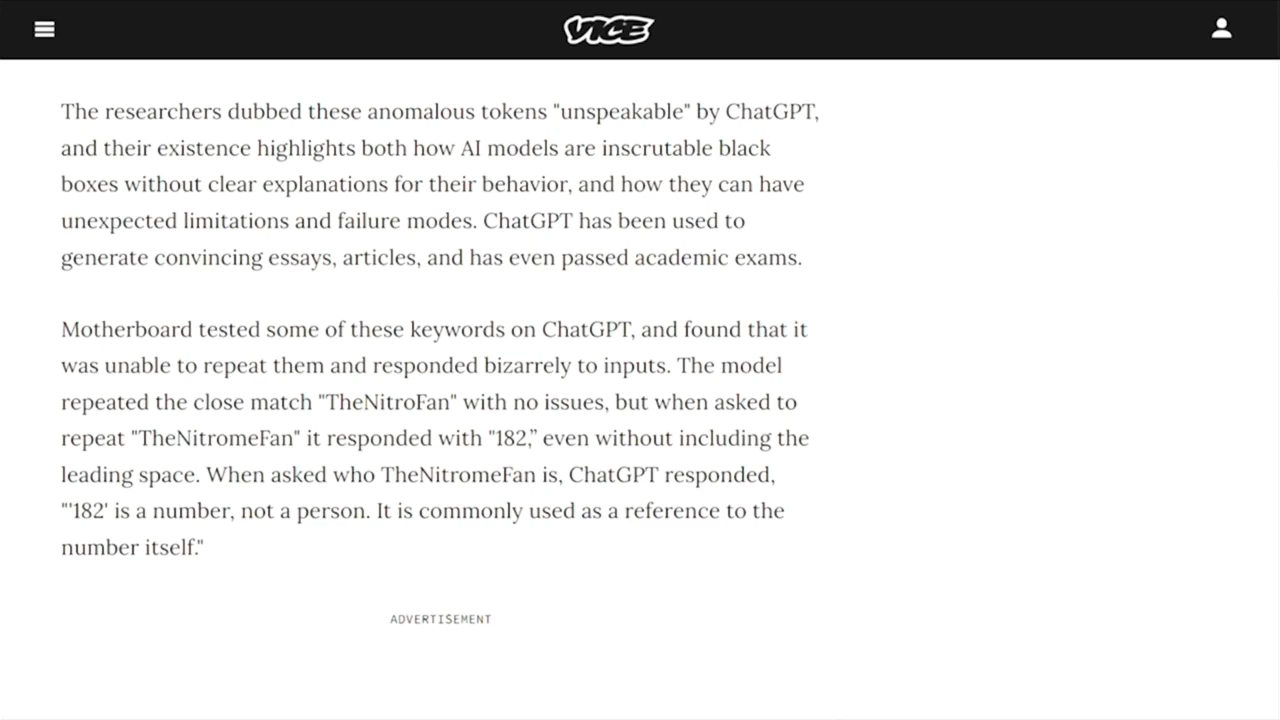 VICE
The researchers dubbed these anomalous tokens "unspeakable" by ChatGPT,
and their existence highlights both how AI models are inscrutable black
boxes without clear explanations for their behavior, and how they can have
unexpected limitations and failure modes. ChatGPT has been used to
generate convincing essays, articles, and has even passed academic exams.
Motherboard tested some of these keywords on ChatGPT, and found that it
was unable to repeat them and responded bizarrely to inputs. The model
repeated the close match "TheNitroFan" with no issues, but when asked to
repeat "TheNitromeFan" it responded with "182,” even without including the
leading space. When asked who TheNitromeFan is, ChatGPT responded,
"'182' is a number, not a person. It is commonly used as a reference to the
number itself."
ADVERTISEMENT